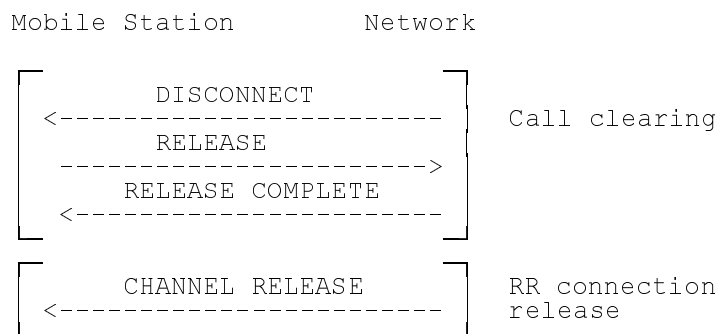 Mobile Station Network
DISCONNECT
Call clearing
RELEASE
RELEASE COMPLETE
CHANNEL RELEASE RR connection
release